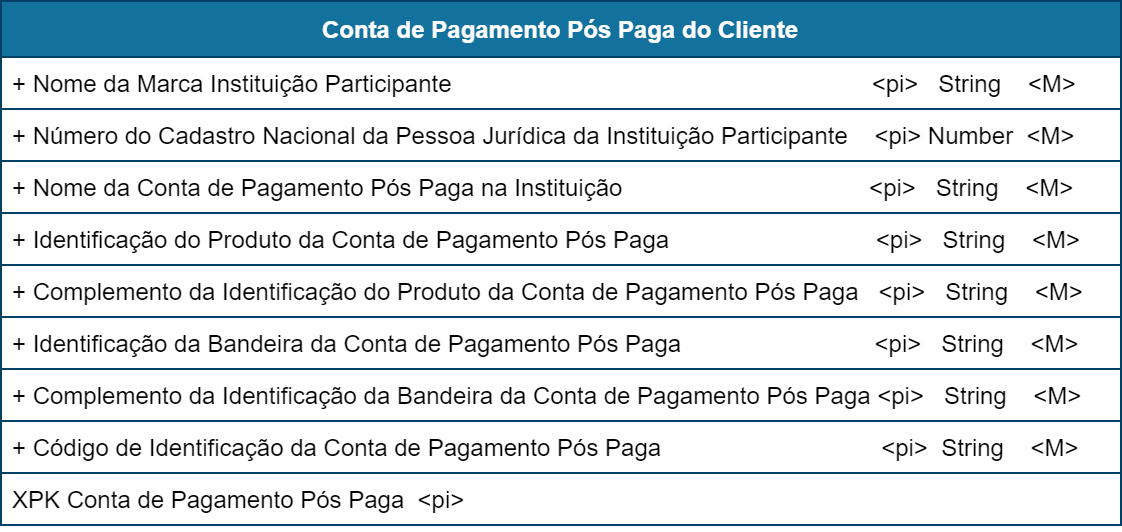 Conta de Pagamento Pós Paga do Cliente
+ Nome da Marca Instituição Participante <pi> String <M>
+ Número do Cadastro Nacional da Pessoa Jurídica da Instituição Participante <pi> Number <M>
+ Nome da Conta de Pagamento Pós Paga na Instituição <pi> String <M>
+ Identificação do Produto da Conta de Pagamento Pós Paga <pi> String <M>
+ Complemento da Identificação do Produto da Conta de Pagamento Pós Paga <pi> String <M>
+ Identificação da Bandeira da Conta de Pagamento Pós Paga <pi> String <M>
+ Complemento da Identificação da Bandeira da Conta de Pagamento Pós Paga <pi> String <M>
+ Código de Identificação da Conta de Pagamento Pós Paga <pi> String <M>
XPK Conta de Pagamento Pós Paga <pi>